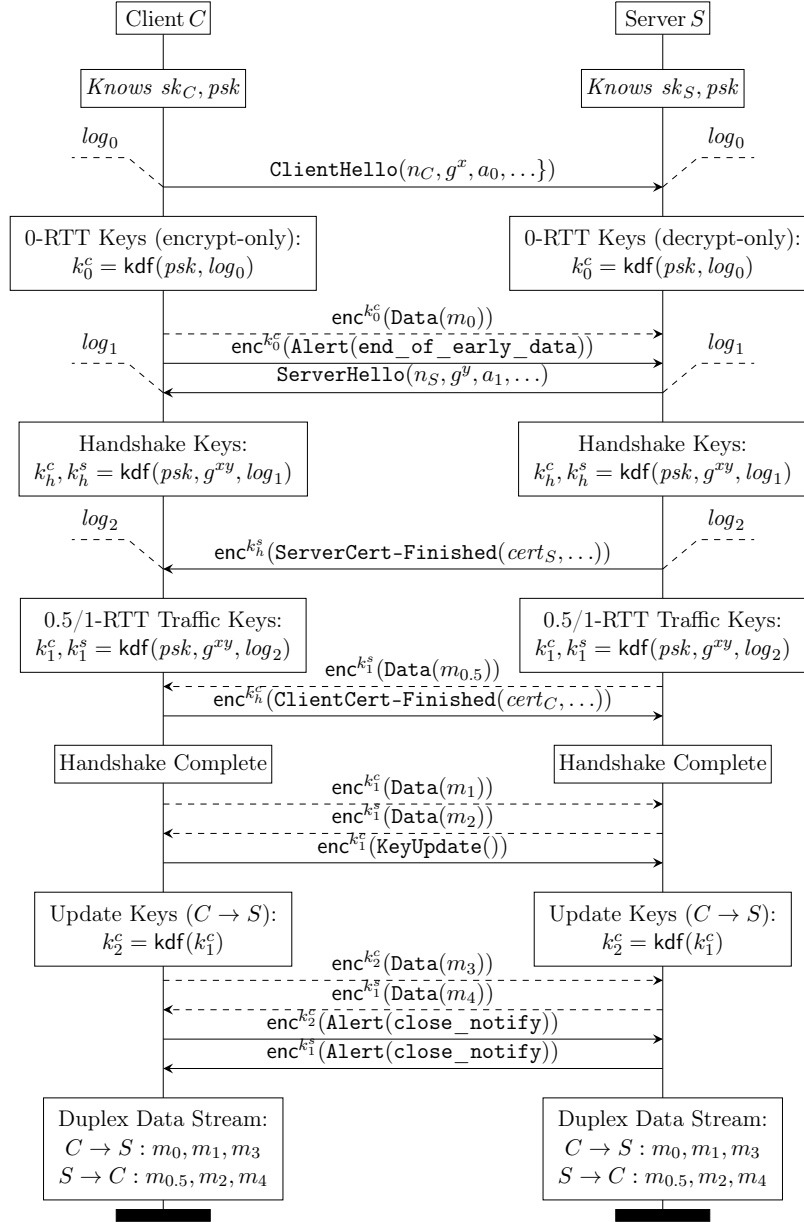 Client C
Server S
Knows sk_C, psk
Knows sk_S, psk
log_0
log_0
ClientHello(n_C, g^x, a_0, …})
0-RTT Keys (encrypt-only):
k_0^c = kdf(psk, log_0)
0-RTT Keys (decrypt-only):
k_0^c = kdf(psk, log_0)
enc^{k_0^c}(Data(m_0))
enc^{k_0^c}(Alert(end_of_early_data))
log_1
log_1
ServerHello(n_S, g^y, a_1, …)
Handshake Keys:
k_h^c, k_h^s = kdf(psk, g^{xy}, log_1)
Handshake Keys:
k_h^c, k_h^s = kdf(psk, g^{xy}, log_1)
log_2
log_2
enc^{k_h^s}(ServerCert-Finished(cert_S, …))
0.5/1-RTT Traffic Keys:
k_1^c, k_1^s = kdf(psk, g^{xy}, log_2)
0.5/1-RTT Traffic Keys:
k_1^c, k_1^s = kdf(psk, g^{xy}, log_2)
enc^{k_1^s}(Data(m_{0.5}))
enc^{k_h^c}(ClientCert-Finished(cert_C, …))
Handshake Complete
Handshake Complete
enc^{k_1^c}(Data(m_1))
enc^{k_1^s}(Data(m_2))
enc^{k_1^c}(KeyUpdate())
Update Keys (C → S):
k_2^c = kdf(k_1^c)
Update Keys (C → S):
k_2^c = kdf(k_1^c)
enc^{k_2^c}(Data(m_3))
enc^{k_1^s}(Data(m_4))
enc^{k_2^c}(Alert(close_notify))
enc^{k_1^s}(Alert(close_notify))
Duplex Data Stream:
C → S : m_0, m_1, m_3
S → C : m_{0.5}, m_2, m_4
Duplex Data Stream:
C → S : m_0, m_1, m_3
S → C : m_{0.5}, m_2, m_4